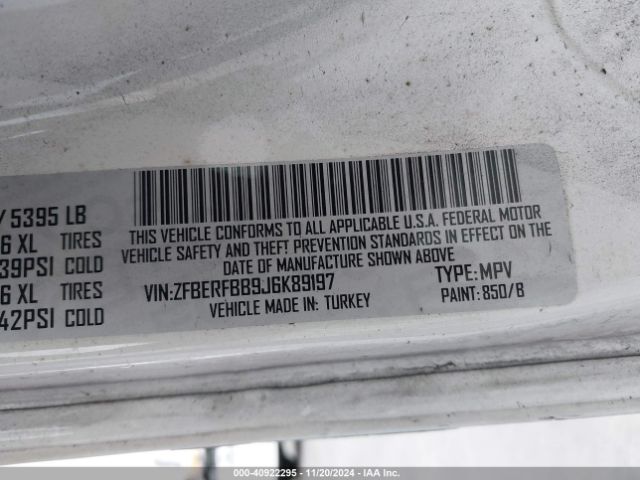 / 5395 LB
6 XL TIRES
39PSI COLD
6 XL TIRES
42PSI COLD
THIS VEHICLE CONFORMS TO ALL APPLICABLE U.S.A. FEDERAL MOTOR
VEHICLE SAFETY AND THEFT PREVENTION STANDARDS IN EFFECT ON THE
DATE OF MANUFACTURE SHOWN ABOVE
VIN:ZFBERFBB9J6K89197 TYPE:MPV
VEHICLE MADE IN: TURKEY PAINT: 850/B
000-40922295 - 11/20/2024 - IAA Inc.